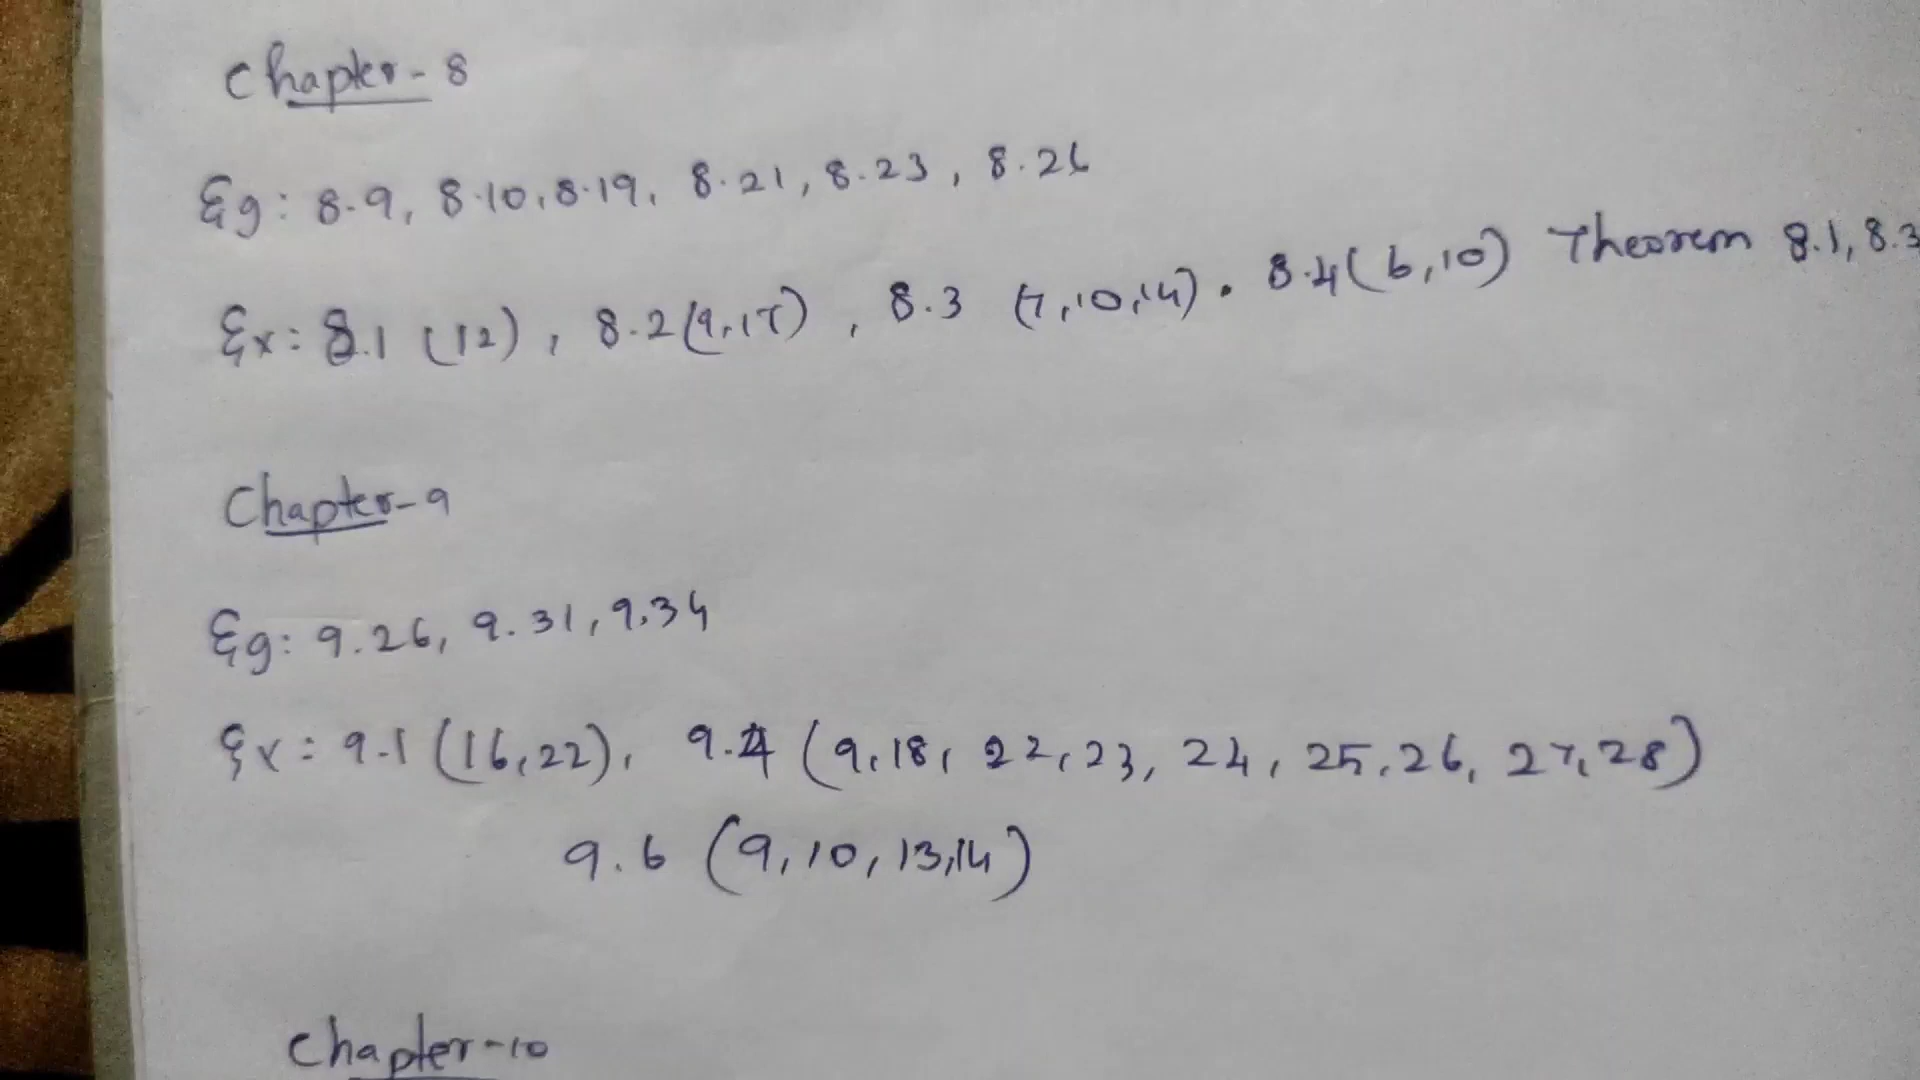 Chapter-8
Eg: 8.9, 8.10, 8.19, 8.21, 8.23, 8.26
Ex: 8.1 (12), 8.2 (9,17), 8.3 (7,10,14). 8.4 (6,10) Theorem 8.1, 8.3
Chapter-9
Eg: 9.26, 9.31, 9.34
Ex: 9.1 (16,22), 9.4 (9,18, 22,23, 24, 25,26, 27,28)
9.6 (9,10,13,14)
Chapter-10